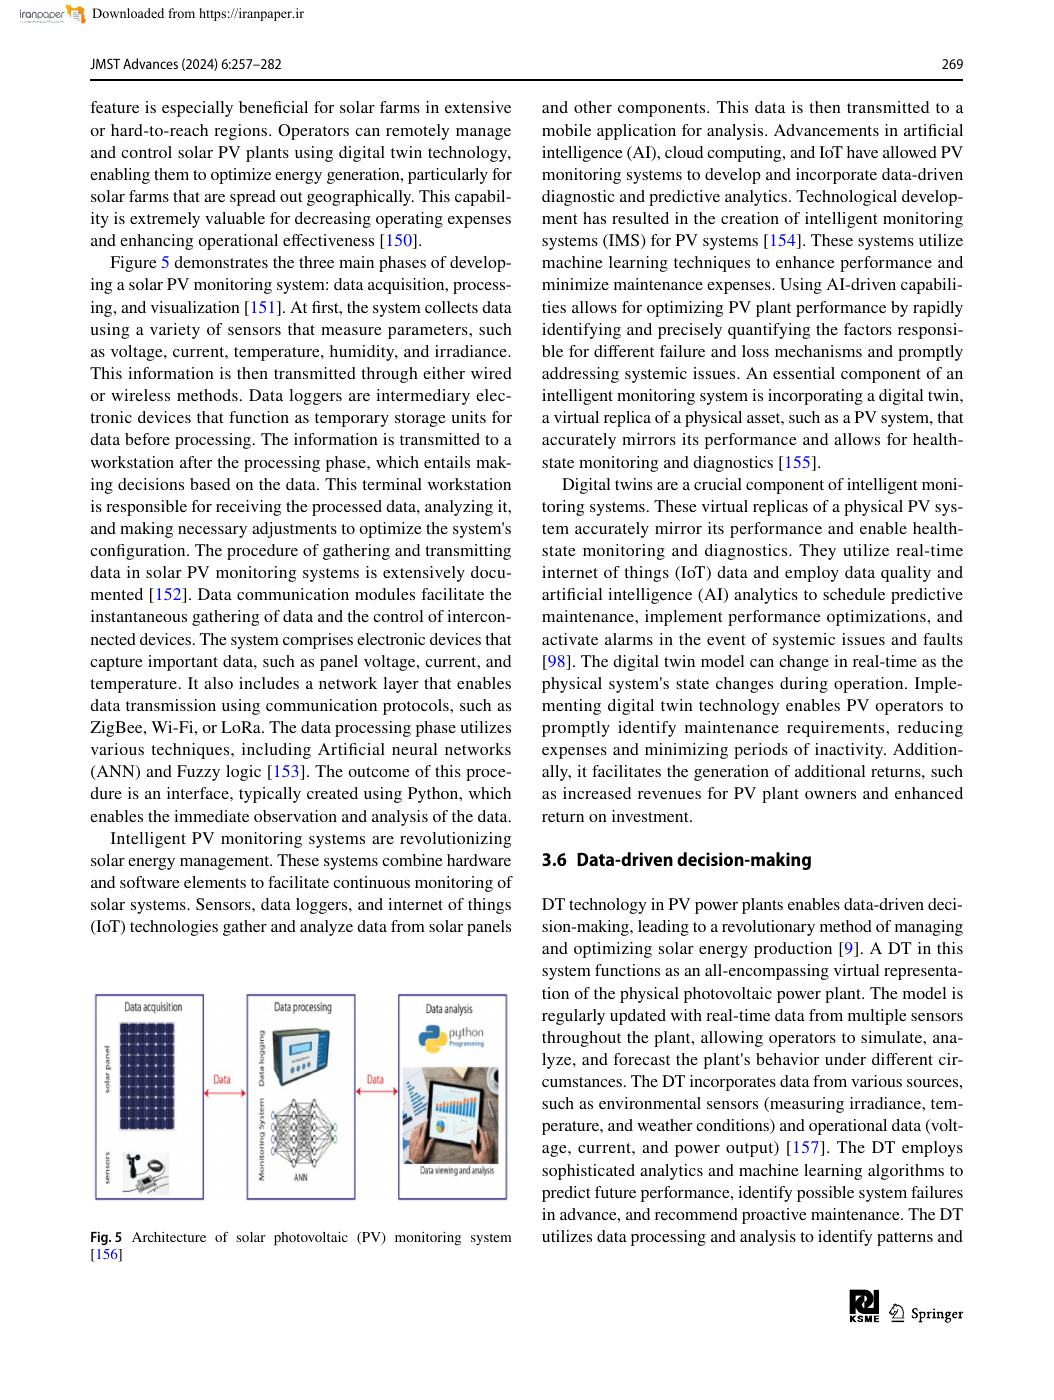 iranpaper
Downloaded from https://iranpaper.ir
JMST Advances (2024) 6:257–282
269
feature is especially beneficial for solar farms in extensive
or hard-to-reach regions. Operators can remotely manage
and control solar PV plants using digital twin technology,
enabling them to optimize energy generation, particularly for
solar farms that are spread out geographically. This capabil-
ity is extremely valuable for decreasing operating expenses
and enhancing operational effectiveness [150].
Figure 5 demonstrates the three main phases of develop-
ing a solar PV monitoring system: data acquisition, process-
ing, and visualization [151]. At first, the system collects data
using a variety of sensors that measure parameters, such
as voltage, current, temperature, humidity, and irradiance.
This information is then transmitted through either wired
or wireless methods. Data loggers are intermediary elec-
tronic devices that function as temporary storage units for
data before processing. The information is transmitted to a
workstation after the processing phase, which entails mak-
ing decisions based on the data. This terminal workstation
is responsible for receiving the processed data, analyzing it,
and making necessary adjustments to optimize the system's
configuration. The procedure of gathering and transmitting
data in solar PV monitoring systems is extensively docu-
mented [152]. Data communication modules facilitate the
instantaneous gathering of data and the control of intercon-
nected devices. The system comprises electronic devices that
capture important data, such as panel voltage, current, and
temperature. It also includes a network layer that enables
data transmission using communication protocols, such as
ZigBee, Wi-Fi, or LoRa. The data processing phase utilizes
various techniques, including Artificial neural networks
(ANN) and Fuzzy logic [153]. The outcome of this proce-
dure is an interface, typically created using Python, which
enables the immediate observation and analysis of the data.
Intelligent PV monitoring systems are revolutionizing
solar energy management. These systems combine hardware
and software elements to facilitate continuous monitoring of
solar systems. Sensors, data loggers, and internet of things
(IoT) technologies gather and analyze data from solar panels
Data acquisition
solar panel
sensors
Data
Data processing
Data logging
Monitoring System
ANN
Data
Data analysis
python
Programming
Data viewing and analysis
Fig. 5 Architecture of solar photovoltaic (PV) monitoring system
[156]
and other components. This data is then transmitted to a
mobile application for analysis. Advancements in artificial
intelligence (AI), cloud computing, and IoT have allowed PV
monitoring systems to develop and incorporate data-driven
diagnostic and predictive analytics. Technological develop-
ment has resulted in the creation of intelligent monitoring
systems (IMS) for PV systems [154]. These systems utilize
machine learning techniques to enhance performance and
minimize maintenance expenses. Using AI-driven capabili-
ties allows for optimizing PV plant performance by rapidly
identifying and precisely quantifying the factors responsi-
ble for different failure and loss mechanisms and promptly
addressing systemic issues. An essential component of an
intelligent monitoring system is incorporating a digital twin,
a virtual replica of a physical asset, such as a PV system, that
accurately mirrors its performance and allows for health-
state monitoring and diagnostics [155].
Digital twins are a crucial component of intelligent moni-
toring systems. These virtual replicas of a physical PV sys-
tem accurately mirror its performance and enable health-
state monitoring and diagnostics. They utilize real-time
internet of things (IoT) data and employ data quality and
artificial intelligence (AI) analytics to schedule predictive
maintenance, implement performance optimizations, and
activate alarms in the event of systemic issues and faults
[98]. The digital twin model can change in real-time as the
physical system's state changes during operation. Imple-
menting digital twin technology enables PV operators to
promptly identify maintenance requirements, reducing
expenses and minimizing periods of inactivity. Addition-
ally, it facilitates the generation of additional returns, such
as increased revenues for PV plant owners and enhanced
return on investment.
3.6 Data-driven decision-making
DT technology in PV power plants enables data-driven deci-
sion-making, leading to a revolutionary method of managing
and optimizing solar energy production [9]. A DT in this
system functions as an all-encompassing virtual representa-
tion of the physical photovoltaic power plant. The model is
regularly updated with real-time data from multiple sensors
throughout the plant, allowing operators to simulate, ana-
lyze, and forecast the plant's behavior under different cir-
cumstances. The DT incorporates data from various sources,
such as environmental sensors (measuring irradiance, tem-
perature, and weather conditions) and operational data (volt-
age, current, and power output) [157]. The DT employs
sophisticated analytics and machine learning algorithms to
predict future performance, identify possible system failures
in advance, and recommend proactive maintenance. The DT
utilizes data processing and analysis to identify patterns and
KSME
Springer